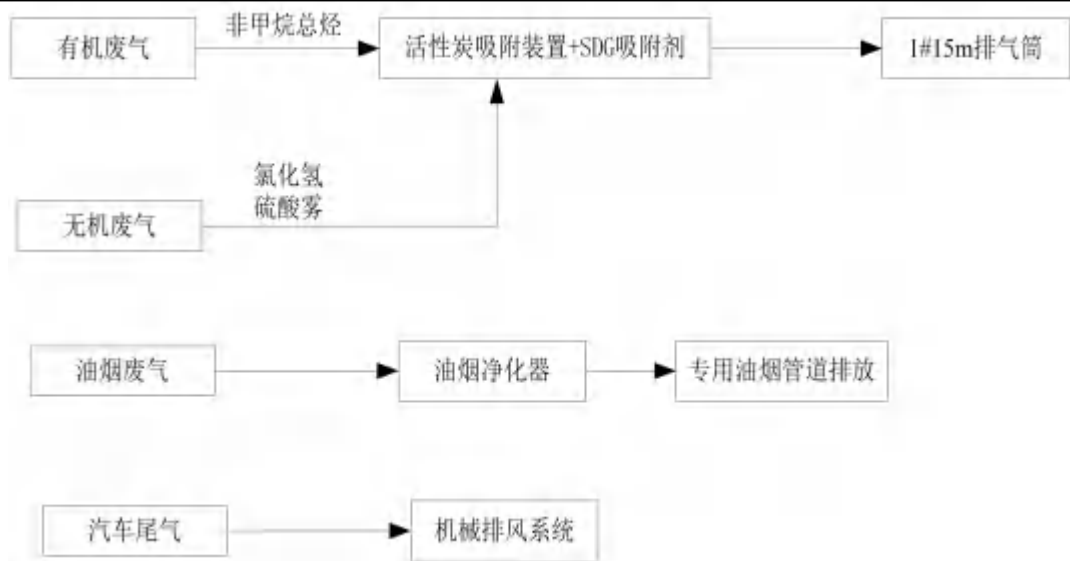 有机废气
非甲烷总烃
活性炭吸附装置+SDG吸附剂
1#15m排气筒
氯化氢
硫酸雾
无机废气
油烟废气
油烟净化器
专用油烟管道排放
汽车尾气
机械排风系统